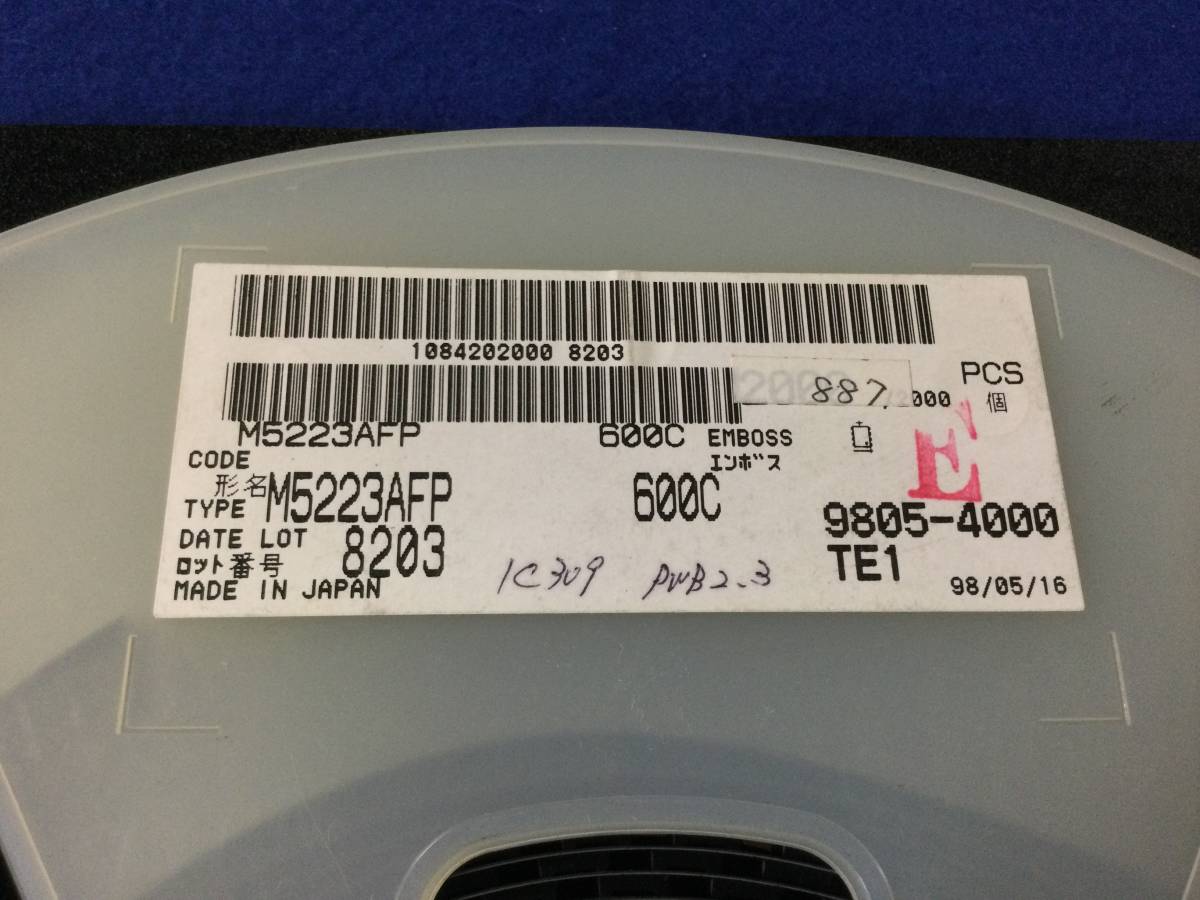 1084202000 8203
2000 887. /2000 PCS
個
M5223AFP 600C EMBOSS
エンボス
E
CODE
形名
TYPE M5223AFP 600C
9805-4000
DATE LOT 8203
ロット番号
TE1
MADE IN JAPAN
IC309 PWB2-3
98/05/16